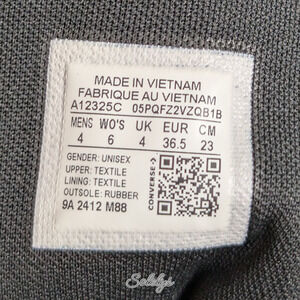 MADE IN VIETNAM
FABRIQUE AU VIETNAM
A12325C 05PQFZ2VZQB1B
MENS WO'S UK EUR CM
4 6 4 36.5 23
GENDER: UNISEX
UPPER: TEXTILE
LINING: TEXTILE
OUTSOLE: RUBBER
9A 2412 M88
CONVERSE